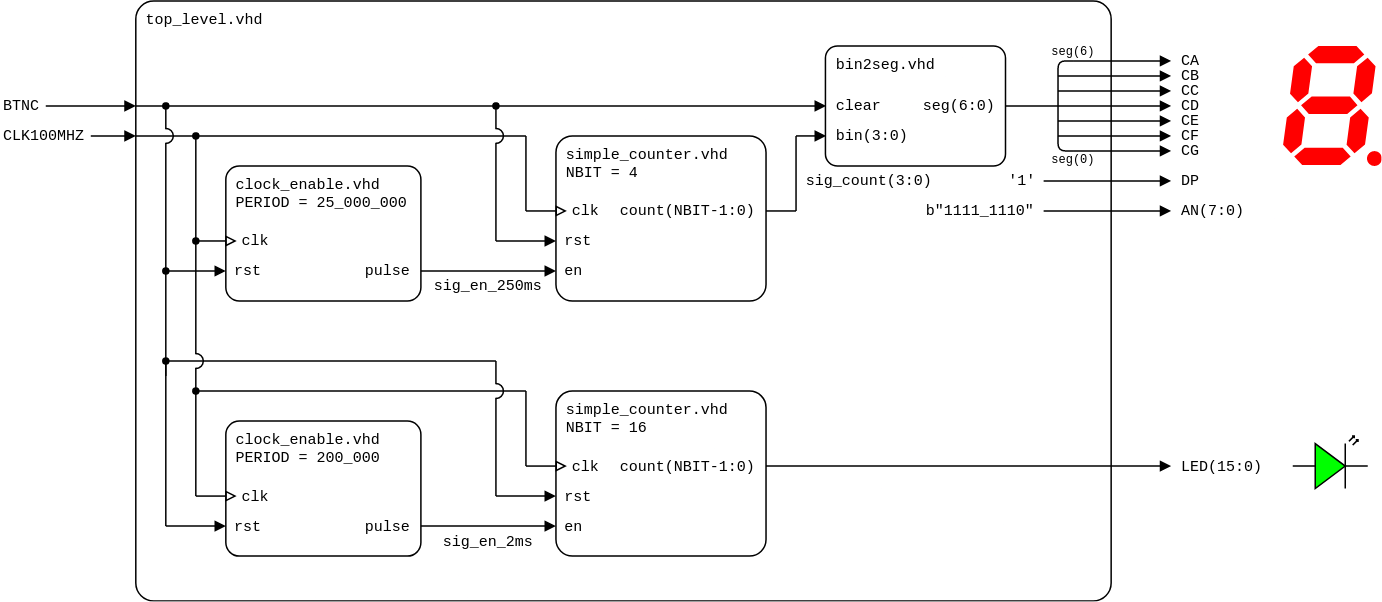 top_level.vhd
BTNC
CLK100MHZ
clock_enable.vhd
PERIOD = 25_000_000
clk
rst
pulse
sig_en_250ms
simple_counter.vhd
NBIT = 4
clk
count(NBIT-1:0)
rst
en
bin2seg.vhd
clear
seg(6:0)
bin(3:0)
sig_count(3:0)
seg(6)
seg(0)
CA
CB
CC
CD
CE
CF
CG
'1'
DP
b"1111_1110"
AN(7:0)
clock_enable.vhd
PERIOD = 200_000
clk
rst
pulse
sig_en_2ms
simple_counter.vhd
NBIT = 16
clk
count(NBIT-1:0)
rst
en
LED(15:0)